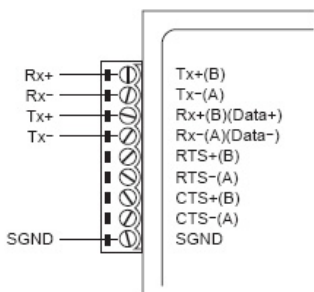 Rx+ Tx+(B)
Rx− Tx−(A)
Tx+ Rx+(B)(Data+)
Tx− Rx−(A)(Data−)
RTS+(B)
RTS−(A)
CTS+(B)
CTS−(A)
SGND SGND